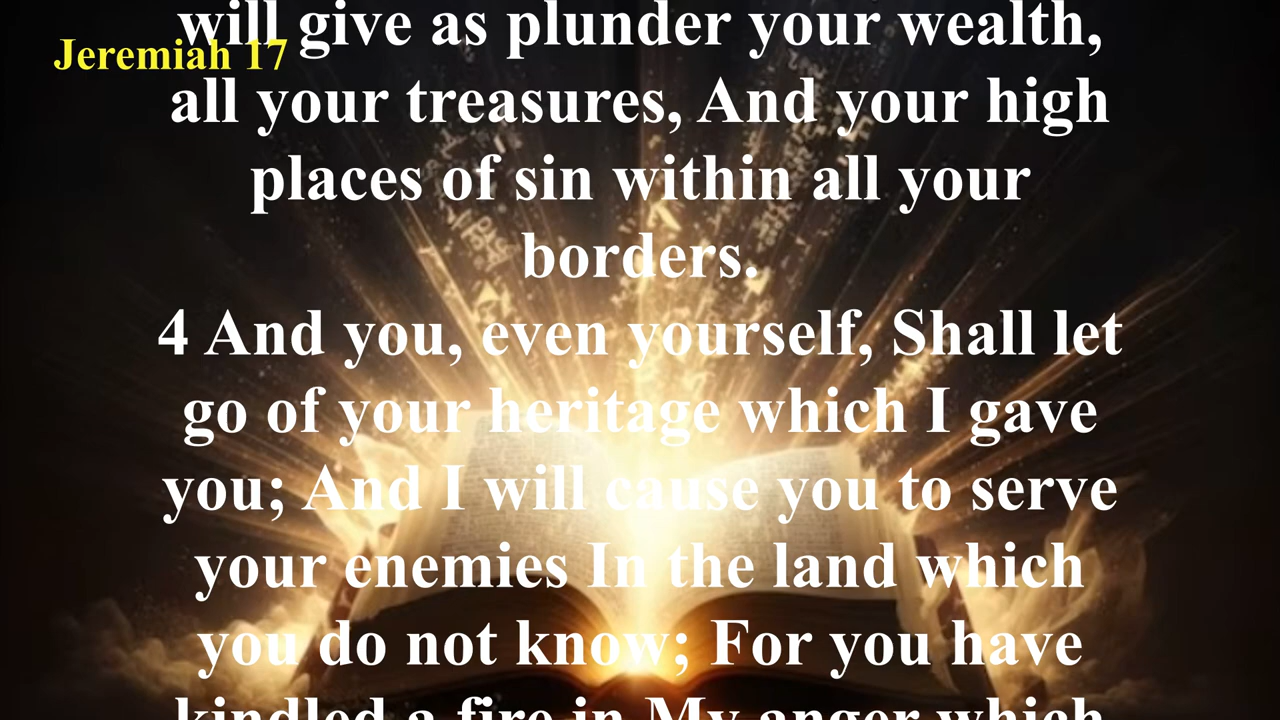 will give as plunder your wealth,
Jeremiah 17
all your treasures, And your high
places of sin within all your
borders.
4 And you, even yourself, Shall let
go of your heritage which I gave
you; And I will cause you to serve
your enemies In the land which
you do not know; For you have
kindled a fire in My anger which